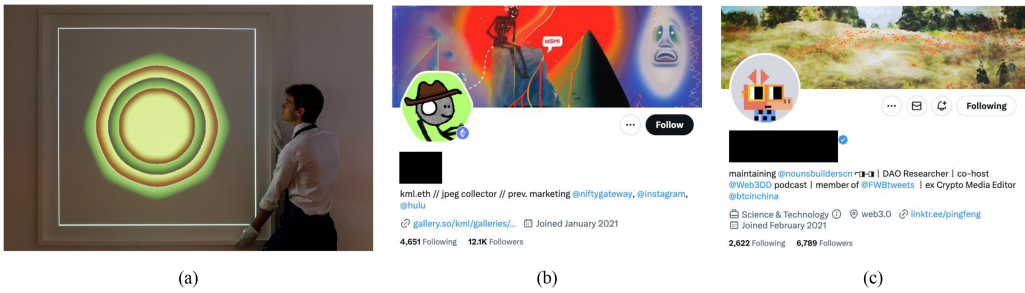 WGMI
Follow
kml.eth // jpeg collector // prev. marketing @niftygateway, @instagram,
@hulu
gallery.so/kml/galleries/... Joined January 2021
4,651 Following 12.1K Followers
Following
maintaining @nounsbuilderscn ⌐◨-◨ | DAO Researcher | co-host
@Web3DD podcast | member of @FWBtweets | ex Crypto Media Editor
@btcinchina
Science & Technology web3.0 linktr.ee/pingfeng
Joined February 2021
2,622 Following 6,789 Followers
(a) (b) (c)